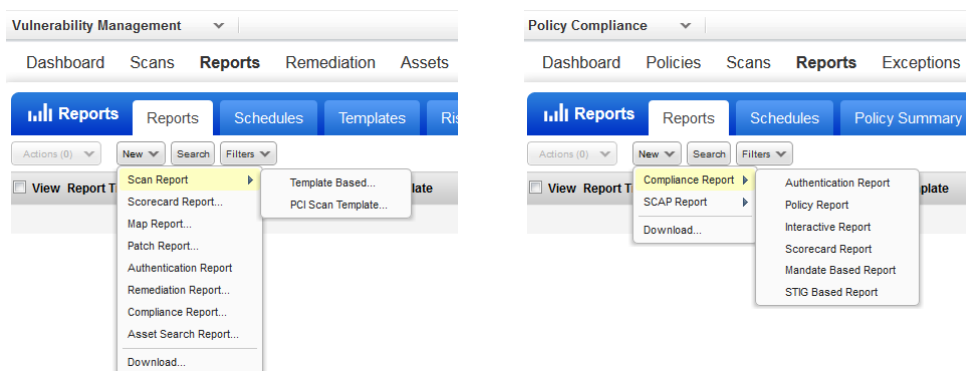 Vulnerability Management
Dashboard Scans Reports Remediation Assets
Reports Reports Schedules Templates Ris
Actions (0) New Search Filters
View Report T late
Scan Report
Template Based...
PCI Scan Template...
Scorecard Report...
Map Report...
Patch Report...
Authentication Report
Remediation Report...
Compliance Report...
Asset Search Report...
Download...
Policy Compliance
Dashboard Policies Scans Reports Exceptions
Reports Reports Schedules Policy Summary
Actions (0) New Search Filters
View Report T plate
Compliance Report
SCAP Report
Download...
Authentication Report
Policy Report
Interactive Report
Scorecard Report
Mandate Based Report
STIG Based Report